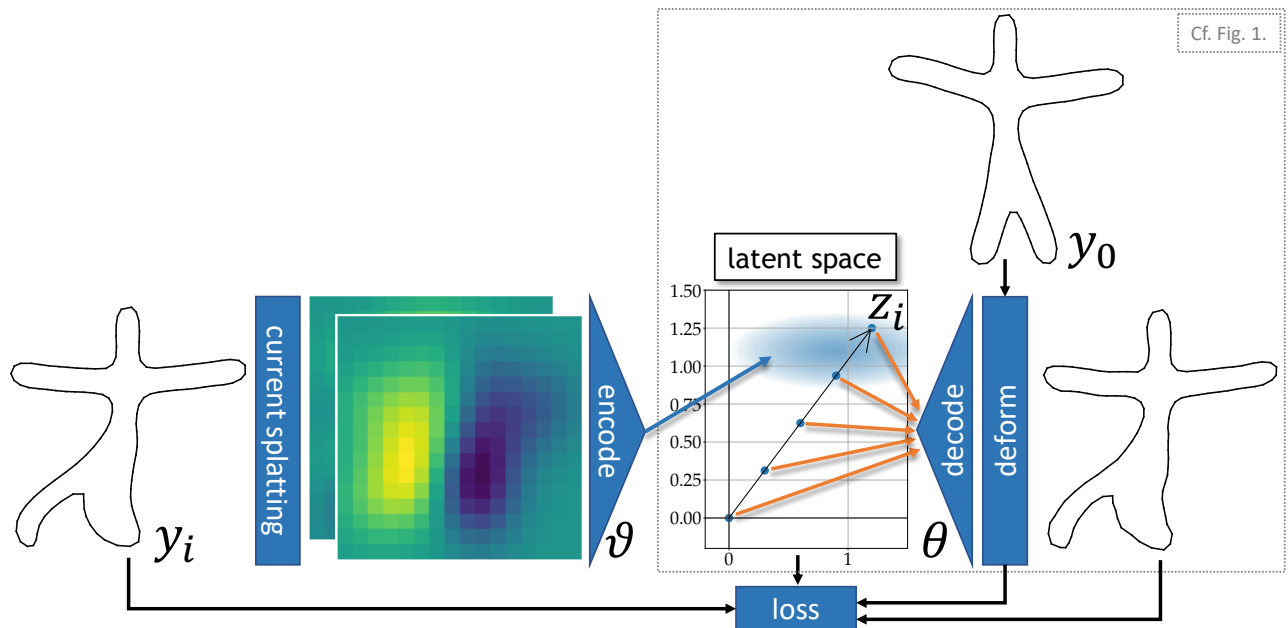 Cf. Fig. 1.
y₀
latent space
1.50
1.25
1.00
0.75
0.50
0.25
0.00
0
1
zᵢ
current splatting
encode
decode
deform
yᵢ
ϑ
θ
loss